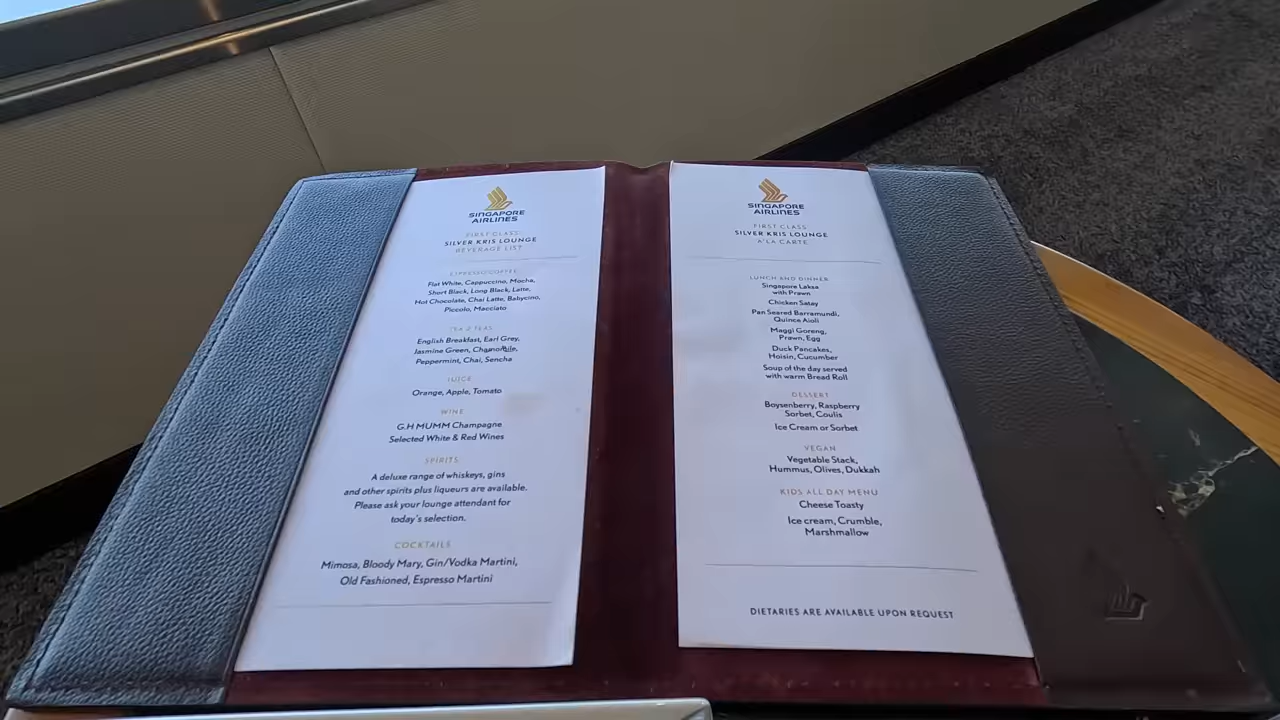 SINGAPORE
AIRLINES
FIRST CLASS
SILVER KRIS LOUNGE
BEVERAGE LIST
ESPRESSO COFFEE
Flat White, Cappuccino, Mocha,
Short Black, Long Black, Latte,
Hot Chocolate, Chai Latte, Babycino,
Piccolo, Macciato
TEAS
English Breakfast, Earl Grey,
Jasmine Green, Chamomile,
Peppermint, Chai, Sencha
JUICE
Orange, Apple, Tomato
WINE
G.H MUMM Champagne
Selected White & Red Wines
SPIRITS
A deluxe range of whiskeys, gins
and other spirits plus liqueurs are available.
Please ask your lounge attendant for
today's selection.
COCKTAILS
Mimosa, Bloody Mary, Gin/Vodka Martini,
Old Fashioned, Espresso Martini
SINGAPORE
AIRLINES
FIRST CLASS
SILVER KRIS LOUNGE
A'LA CARTE
LUNCH AND DINNER
Singapore Laksa
with Prawn
Chicken Satay
Pan Seared Barramundi,
Quince Aioli
Maggi Goreng,
Prawn, Egg
Duck Pancakes,
Hoisin, Cucumber
Soup of the day served
with warm Bread Roll
DESSERT
Boysenberry, Raspberry
Sorbet, Coulis
Ice Cream or Sorbet
VEGAN
Vegetable Stack,
Hummus, Olives, Dukkah
KIDS ALL DAY MENU
Cheese Toasty
Ice cream, Crumble,
Marshmallow
DIETARIES ARE AVAILABLE UPON REQUEST